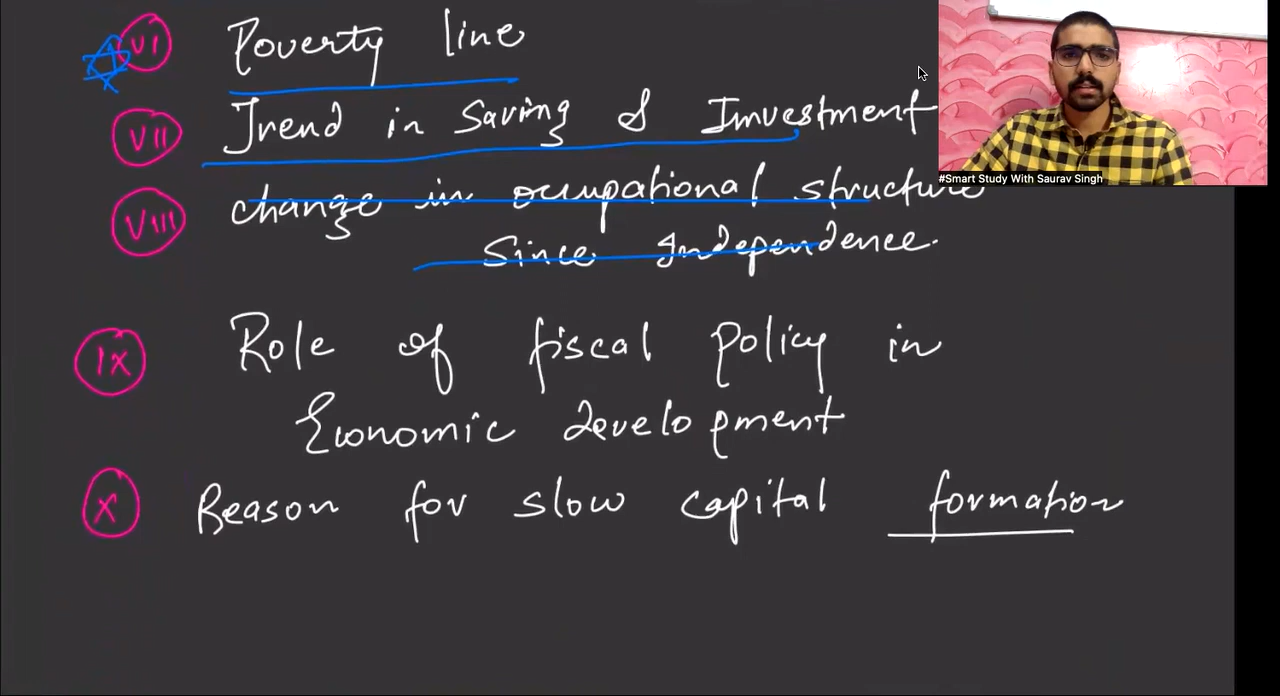 VI Poverty line
VII Trend in Saving & Investment
VIII change in occupational structure
Since Independence.
IX Role of fiscal policy in
Economic development
X Reason for slow capital formation
#Smart Study With Saurav Singh